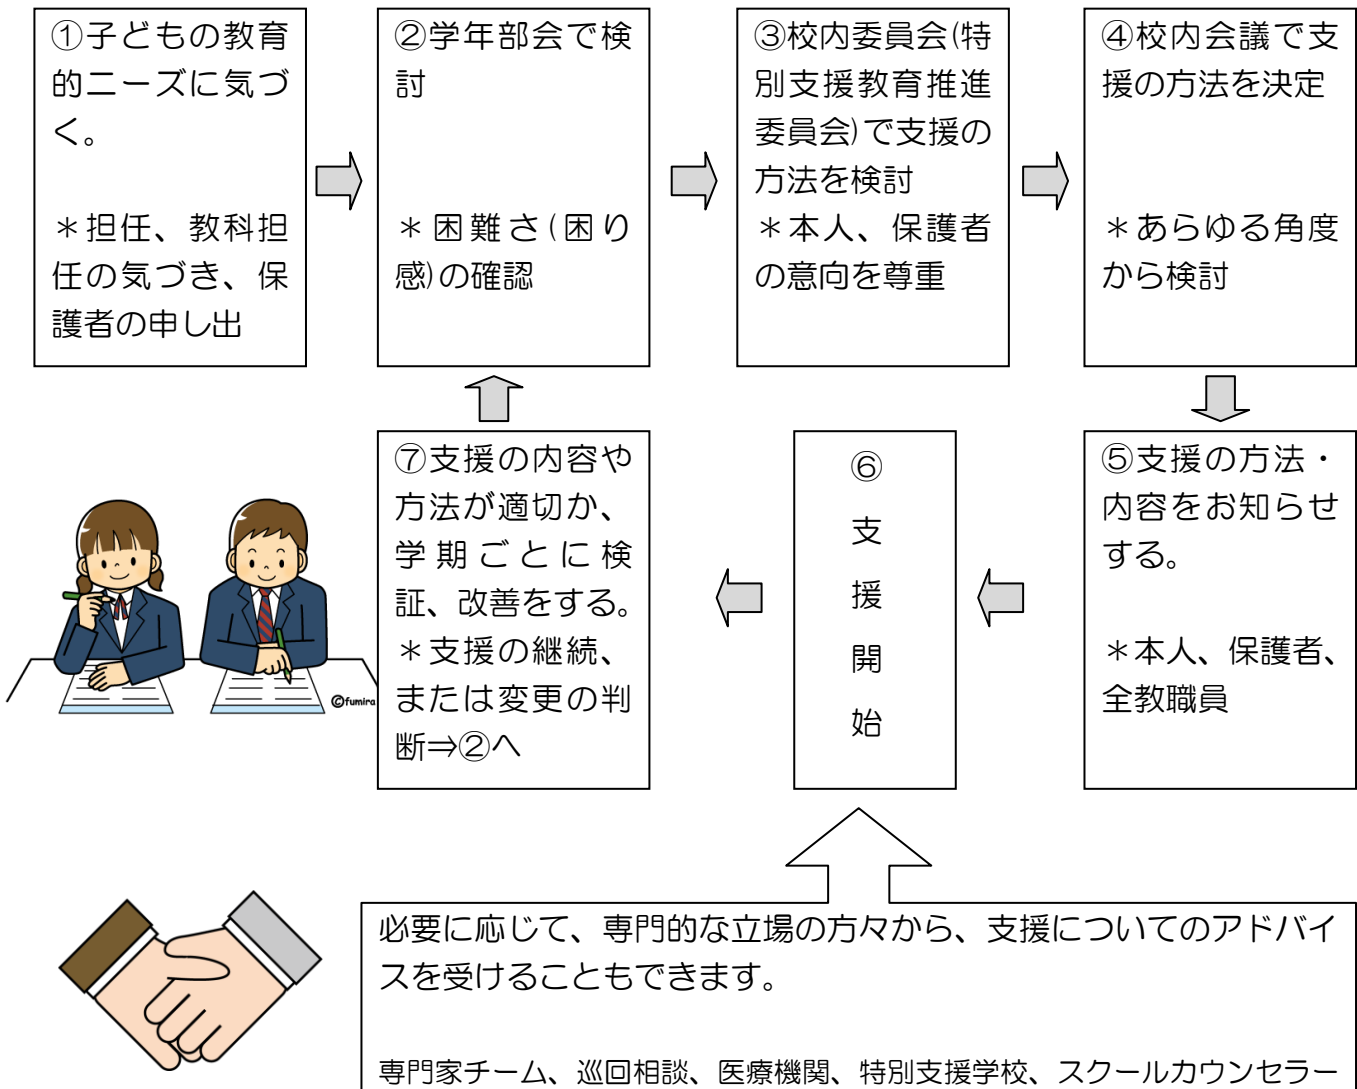 ①子どもの教育
的ニーズに気づ
く。
＊担任、教科担
任の気づき、保
護者の申し出
②学年部会で検
討
＊困難さ(困り
感)の確認
③校内委員会(特
別支援教育推進
委員会)で支援の
方法を検討
＊本人、保護者
の意向を尊重
④校内会議で支
援の方法を決定
＊あらゆる角度
から検討
⑤支援の方法・
内容をお知らせ
する。
＊本人、保護者、
全教職員
⑥
支
援
開
始
⑦支援の内容や
方法が適切か、
学期ごとに検
証、改善をする。
＊支援の継続、
または変更の判
断⇒②へ
©fumira
必要に応じて、専門的な立場の方々から、支援についてのアドバイ
スを受けることもできます。
専門家チーム、巡回相談、医療機関、特別支援学校、スクールカウンセラー